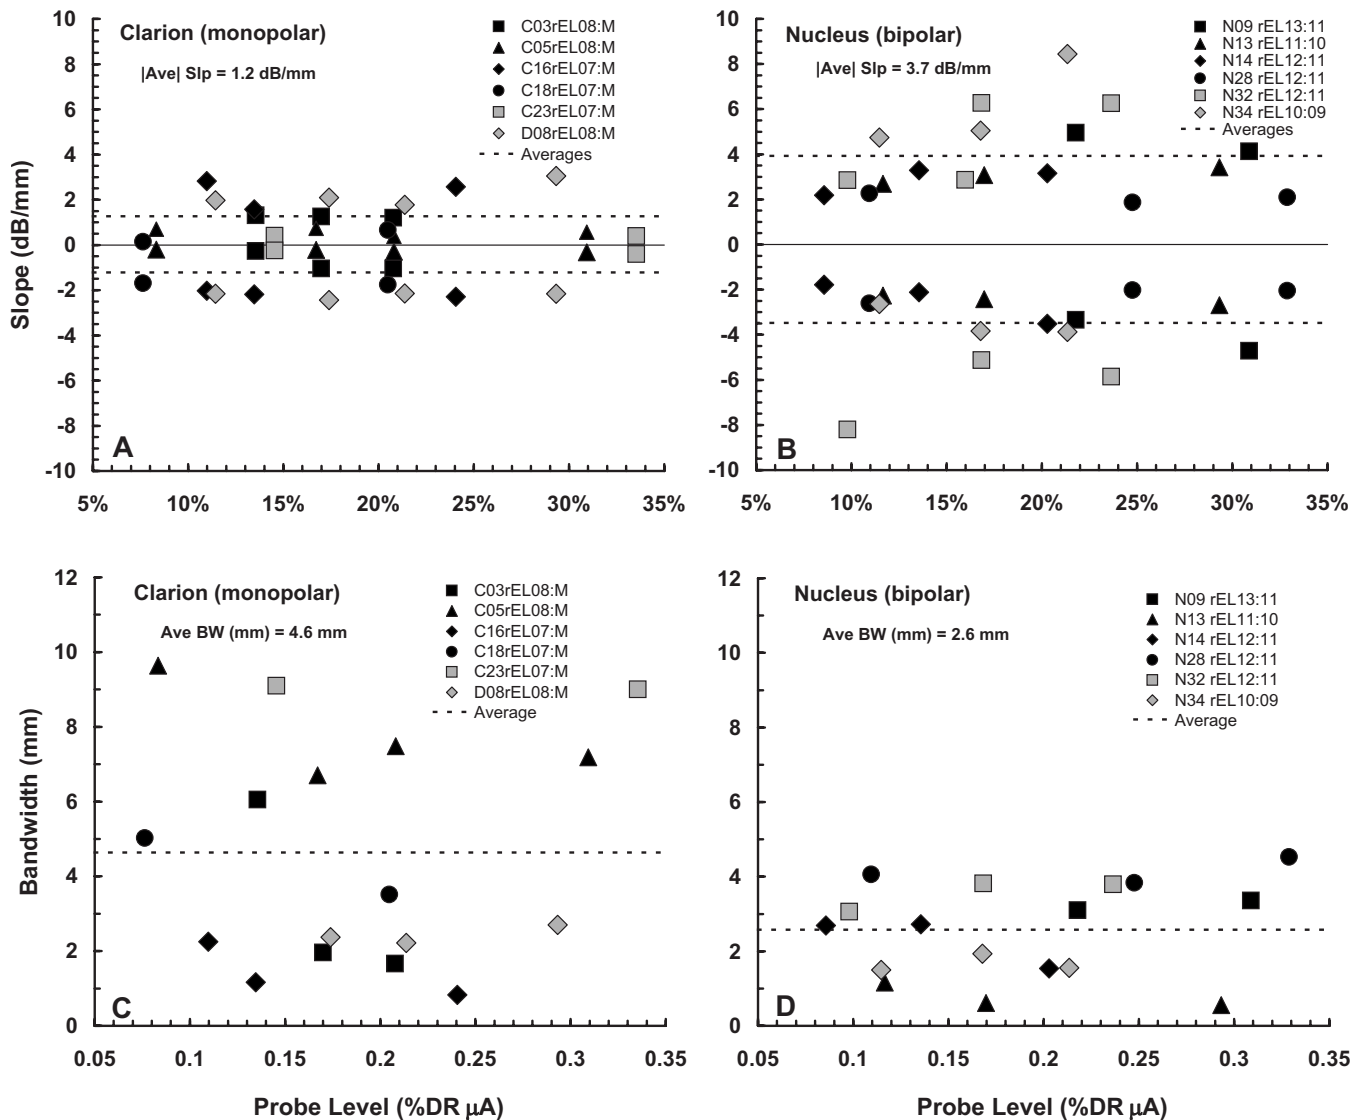 Clarion (monopolar)
|Ave| Slp = 1.2 dB/mm
C03rEL08:M
C05rEL08:M
C16rEL07:M
C18rEL07:M
C23rEL07:M
D08rEL08:M
Averages
Slope (dB/mm)
10
8
6
4
2
0
-2
-4
-6
-8
-10
A
5%
10%
15%
20%
25%
30%
35%
Nucleus (bipolar)
|Ave| Slp = 3.7 dB/mm
N09 rEL13:11
N13 rEL11:10
N14 rEL12:11
N28 rEL12:11
N32 rEL12:11
N34 rEL10:09
Averages
10
8
6
4
2
0
-2
-4
-6
-8
-10
B
5%
10%
15%
20%
25%
30%
35%
Clarion (monopolar)
Ave BW (mm) = 4.6 mm
C03rEL08:M
C05rEL08:M
C16rEL07:M
C18rEL07:M
C23rEL07:M
D08rEL08:M
Average
Bandwidth (mm)
12
10
8
6
4
2
0
C
0.05
0.1
0.15
0.2
0.25
0.3
0.35
Probe Level (%DR µA)
Nucleus (bipolar)
Ave BW (mm) = 2.6 mm
N09 rEL13:11
N13 rEL11:10
N14 rEL12:11
N28 rEL12:11
N32 rEL12:11
N34 rEL10:09
Average
12
10
8
6
4
2
0
D
0.05
0.1
0.15
0.2
0.25
0.3
0.35
Probe Level (%DR µA)